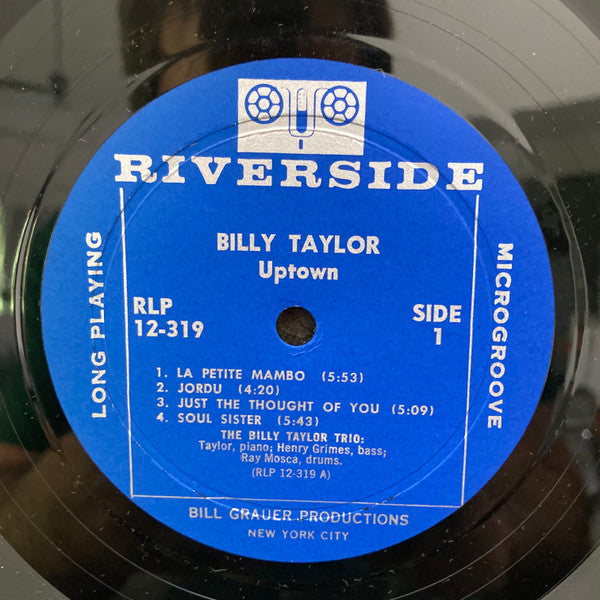 RIVERSIDE
BILLY TAYLOR
Uptown
LONG PLAYING
MICROGROOVE
RLP
12-319
SIDE
1
1. LA PETITE MAMBO (5:53)
2. JORDU (4:20)
3. JUST THE THOUGHT OF YOU (5:09)
4. SOUL SISTER (5:43)
THE BILLY TAYLOR TRIO:
Taylor, piano; Henry Grimes, bass;
Ray Mosca, drums.
(RLP 12-319 A)
BILL GRAUER PRODUCTIONS
NEW YORK CITY